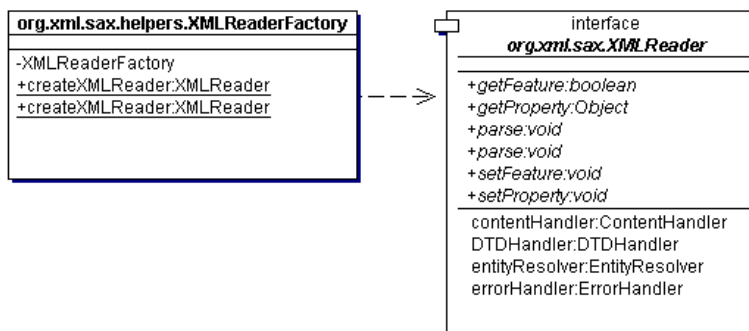 org.xml.sax.helpers.XMLReaderFactory
-XMLReaderFactory
+createXMLReader:XMLReader
+createXMLReader:XMLReader
interface
org.xml.sax.XMLReader
+getFeature:boolean
+getProperty:Object
+parse:void
+parse:void
+setFeature:void
+setProperty:void
contentHandler:ContentHandler
DTDHandler:DTDHandler
entityResolver:EntityResolver
errorHandler:ErrorHandler